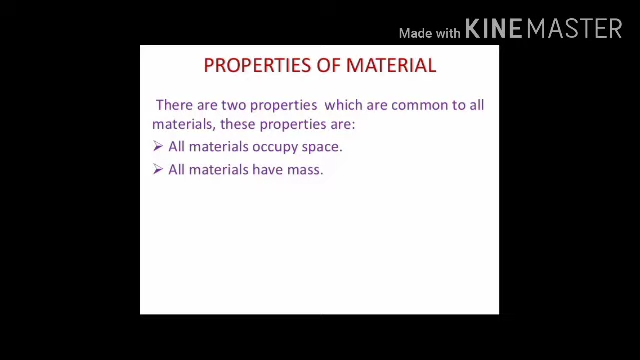 Made with KINEMASTER
PROPERTIES OF MATERIAL
There are two properties which are common to all
materials, these properties are:
➢ All materials occupy space.
➢ All materials have mass.